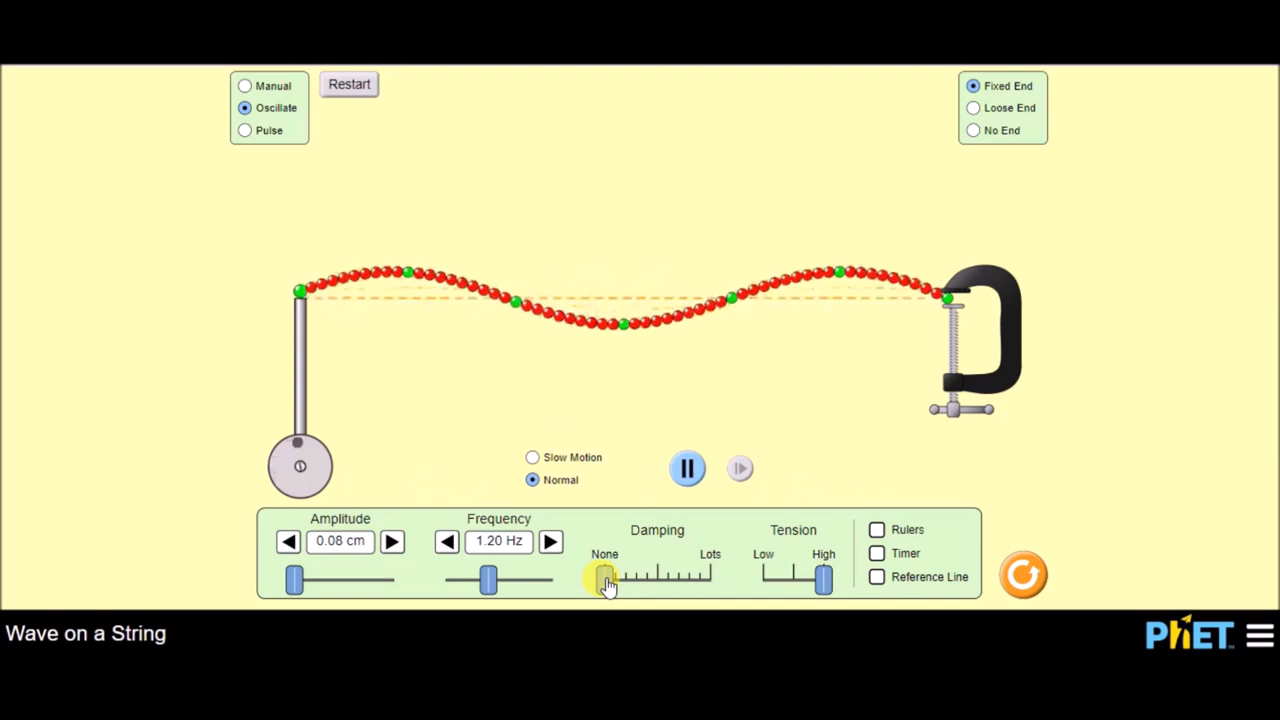 Manual
Oscillate
Pulse
Restart
Fixed End
Loose End
No End
Slow Motion
Normal
Amplitude
0.08 cm
Frequency
1.20 Hz
Damping
None
Lots
Tension
Low
High
Rulers
Timer
Reference Line
Wave on a String
PhET